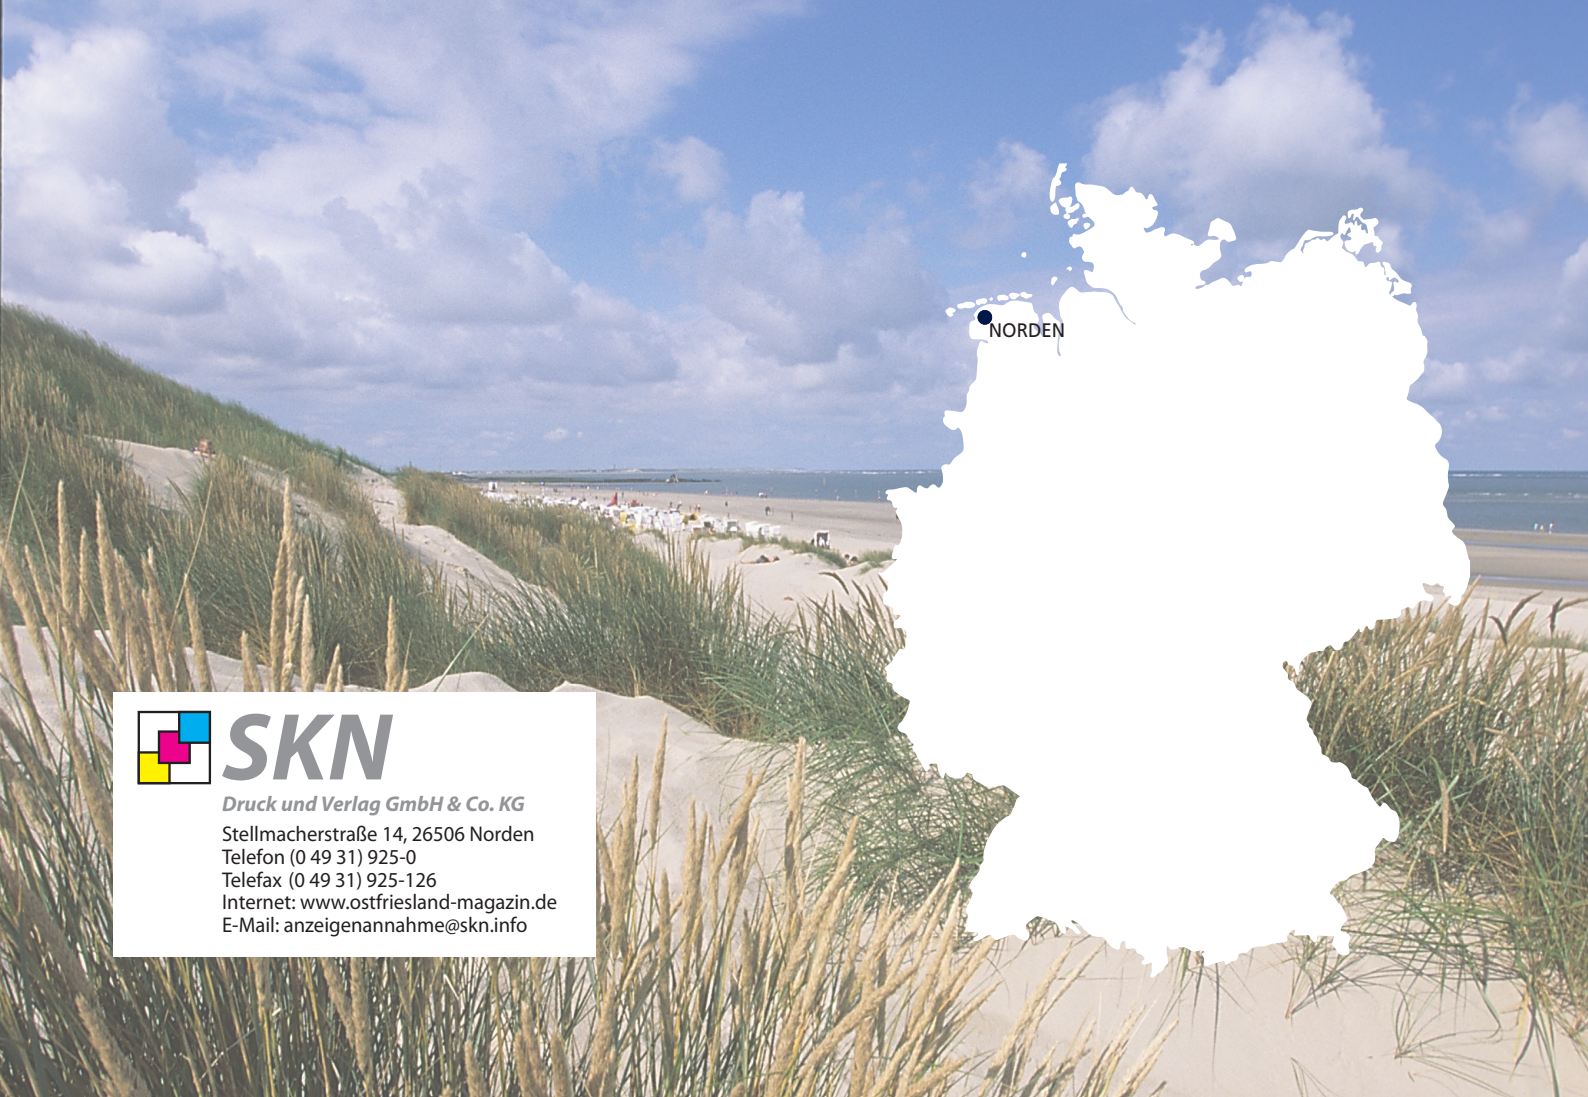 NORDEN
SKN
Druck und Verlag GmbH & Co. KG
Stellmacherstraße 14, 26506 Norden
Telefon (0 49 31) 925-0
Telefax (0 49 31) 925-126
Internet: www.ostfriesland-magazin.de
E-Mail: anzeigenannahme@skn.info